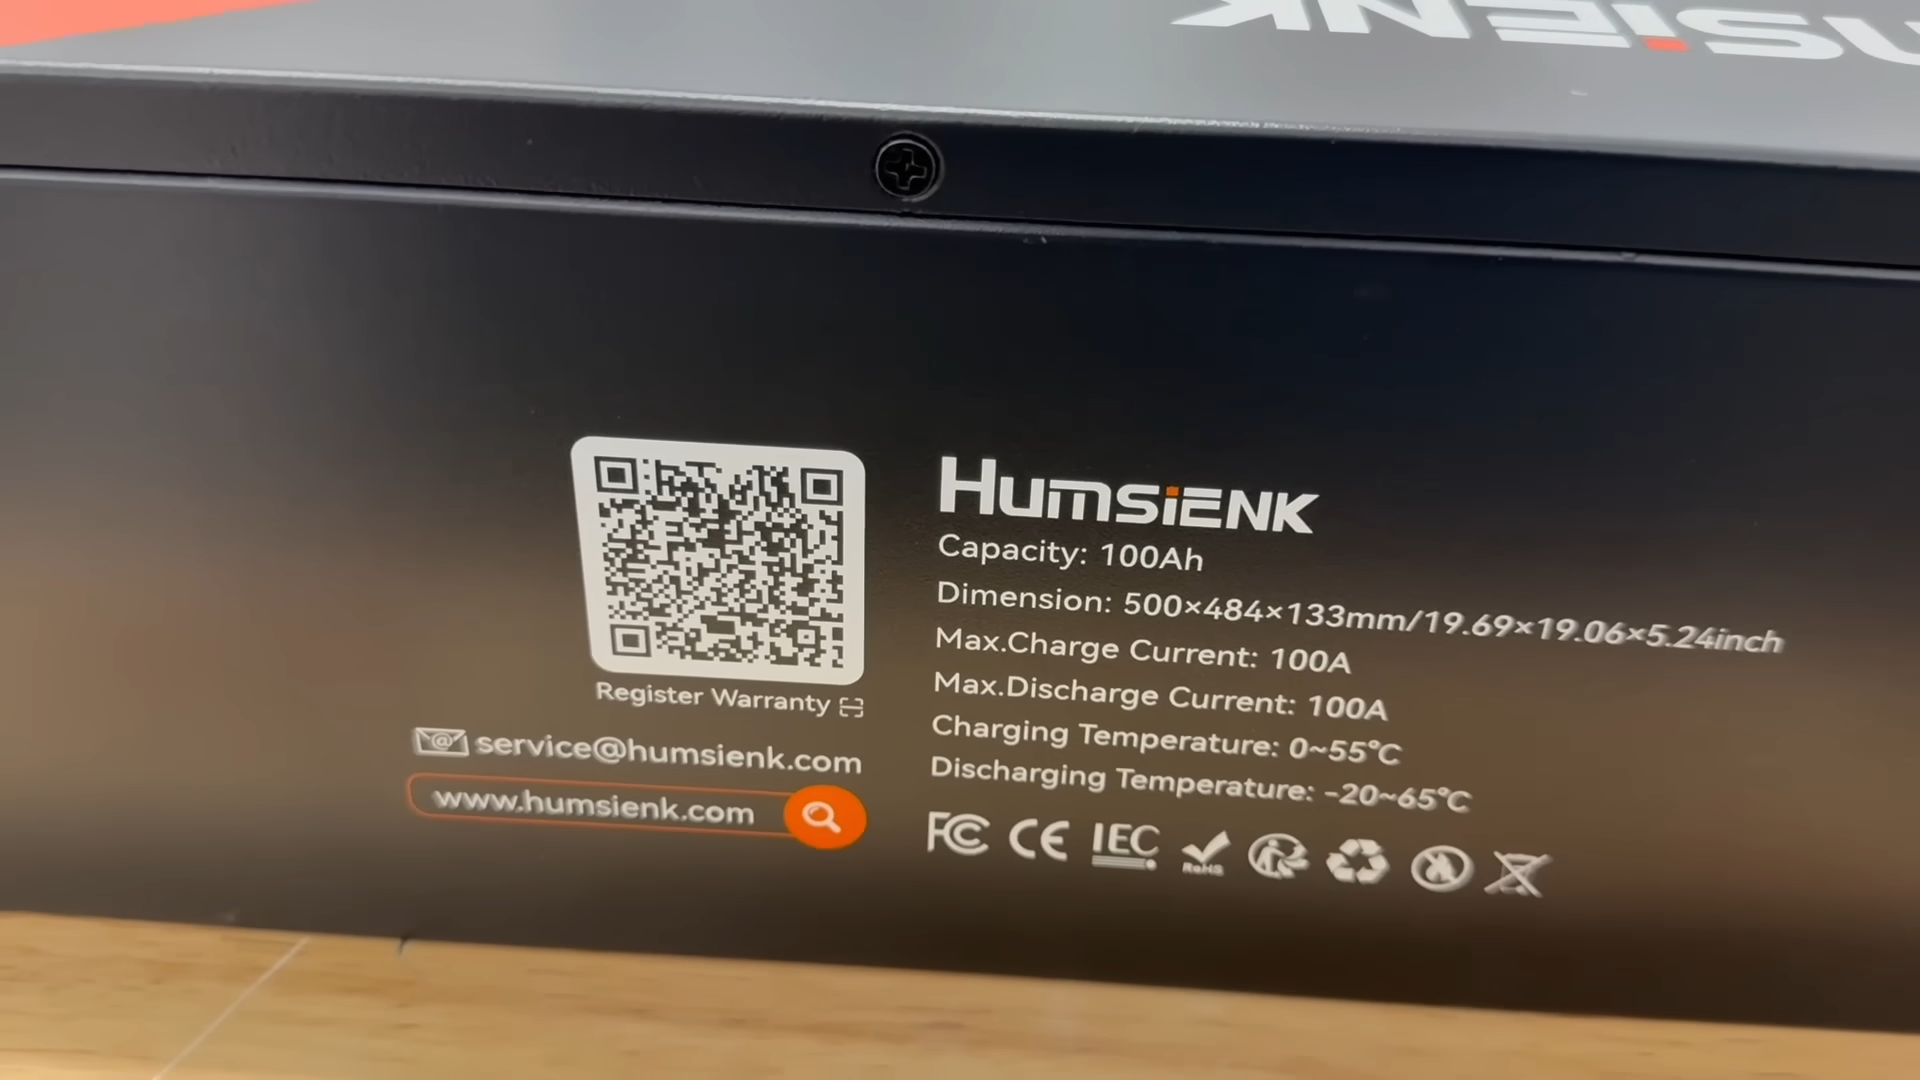 HUMSiENK
HUMSiENK
Capacity: 100Ah
Dimension: 500×484×133mm/19.69×19.06×5.24inch
Max.Charge Current: 100A
Max.Discharge Current: 100A
Charging Temperature: 0~55℃
Discharging Temperature: -20~65℃
FC CE IEC RoHS
Register Warranty
service@humsienk.com
www.humsienk.com